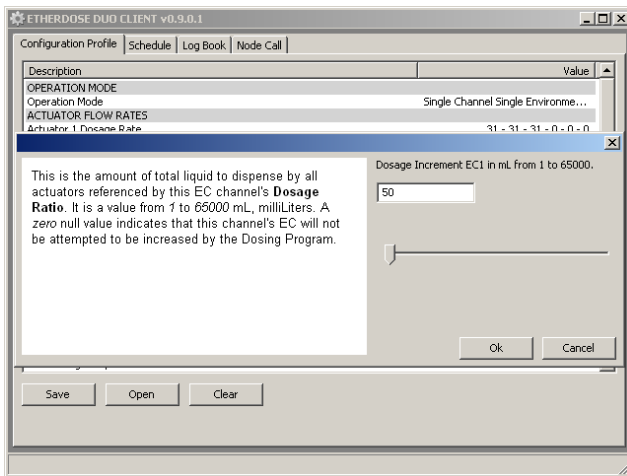 ETHERDOSE DUO CLIENT v0.9.0.1
Configuration Profile Schedule Log Book Node Call
Description Value
OPERATION MODE
Operation Mode Single Channel Single Environme...
ACTUATOR FLOW RATES
Actuator 1 Dosage Rate 31 - 31 - 31 - 0 - 0 - 0
This is the amount of total liquid to dispense by all
actuators referenced by this EC channel's Dosage
Ratio. It is a value from 1 to 65000 mL, milliLiters. A
zero null value indicates that this channel's EC will not
be attempted to be increased by the Dosing Program.
Dosage Increment EC1 in mL from 1 to 65000.
50
Ok Cancel
Save Open Clear